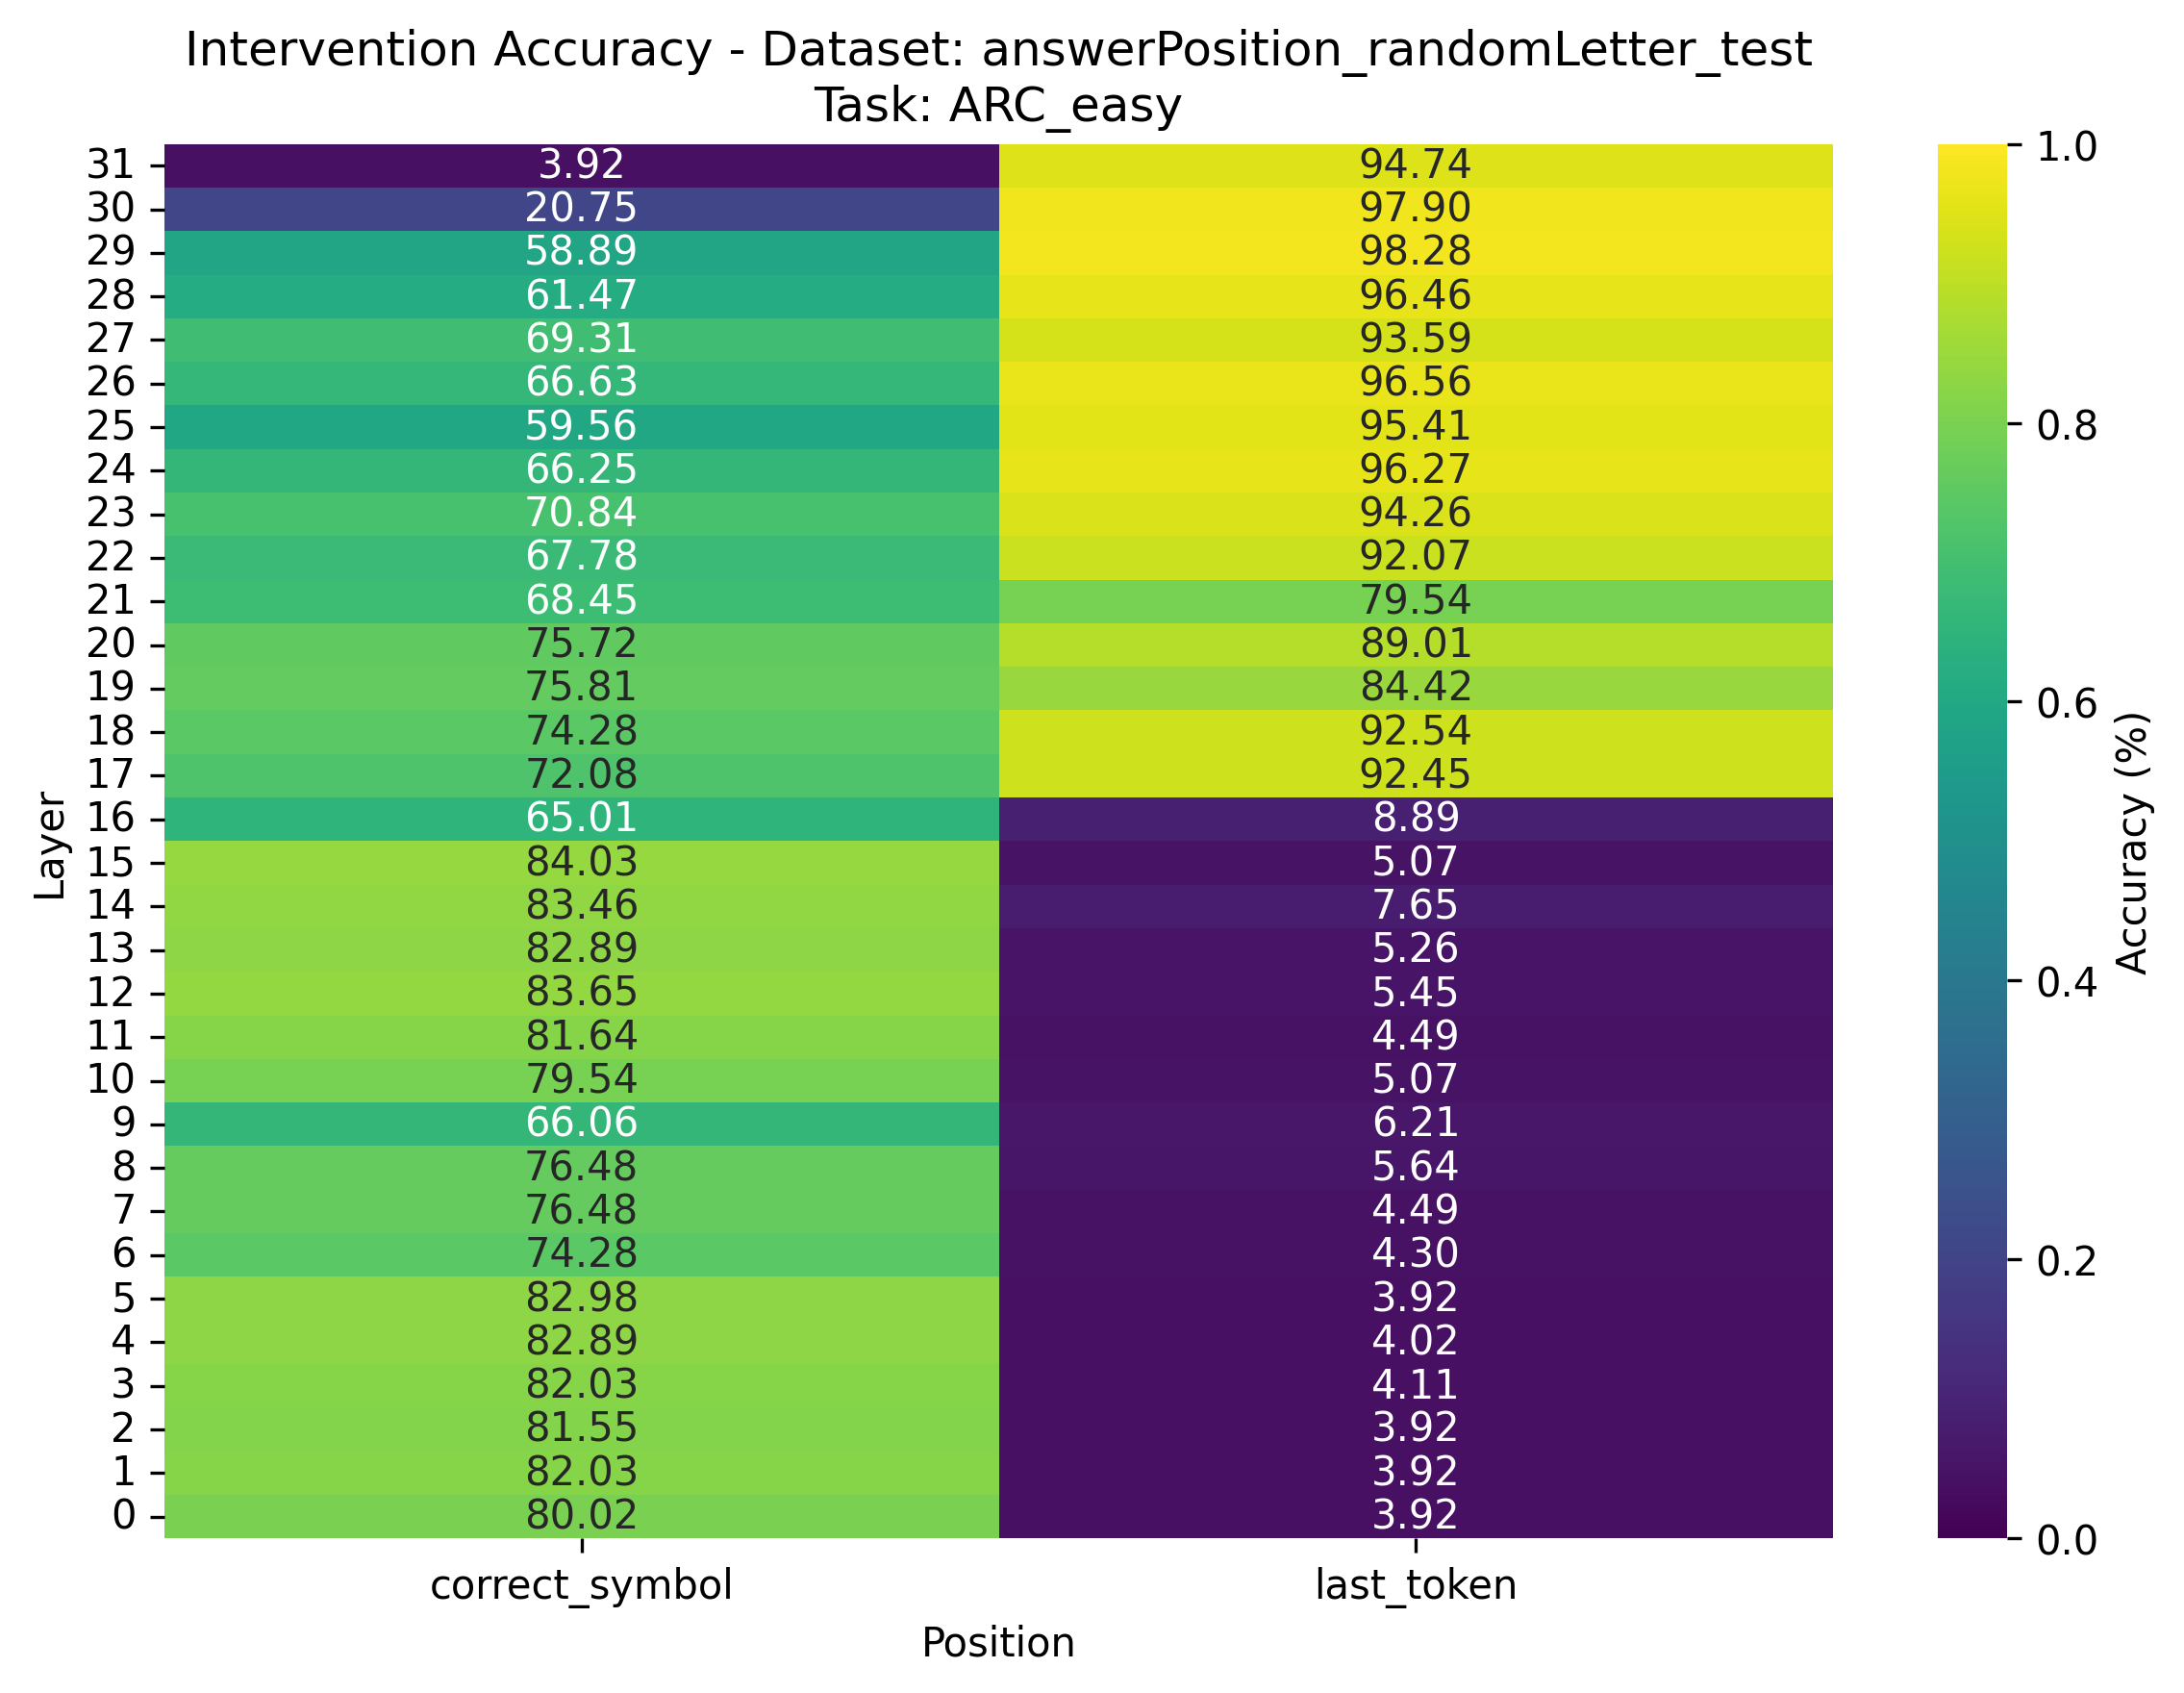 Intervention Accuracy - Dataset: answerPosition_randomLetter_test
Task: ARC_easy
31 3.92 94.74
30 20.75 97.90
29 58.89 98.28
28 61.47 96.46
27 69.31 93.59
26 66.63 96.56
25 59.56 95.41
24 66.25 96.27
23 70.84 94.26
22 67.78 92.07
21 68.45 79.54
20 75.72 89.01
19 75.81 84.42
18 74.28 92.54
17 72.08 92.45
16 65.01 8.89
15 84.03 5.07
14 83.46 7.65
13 82.89 5.26
12 83.65 5.45
11 81.64 4.49
10 79.54 5.07
9 66.06 6.21
8 76.48 5.64
7 76.48 4.49
6 74.28 4.30
5 82.98 3.92
4 82.89 4.02
3 82.03 4.11
2 81.55 3.92
1 82.03 3.92
0 80.02 3.92
correct_symbol last_token
Position
Layer
1.0
0.8
0.6
0.4
0.2
0.0
Accuracy (%)